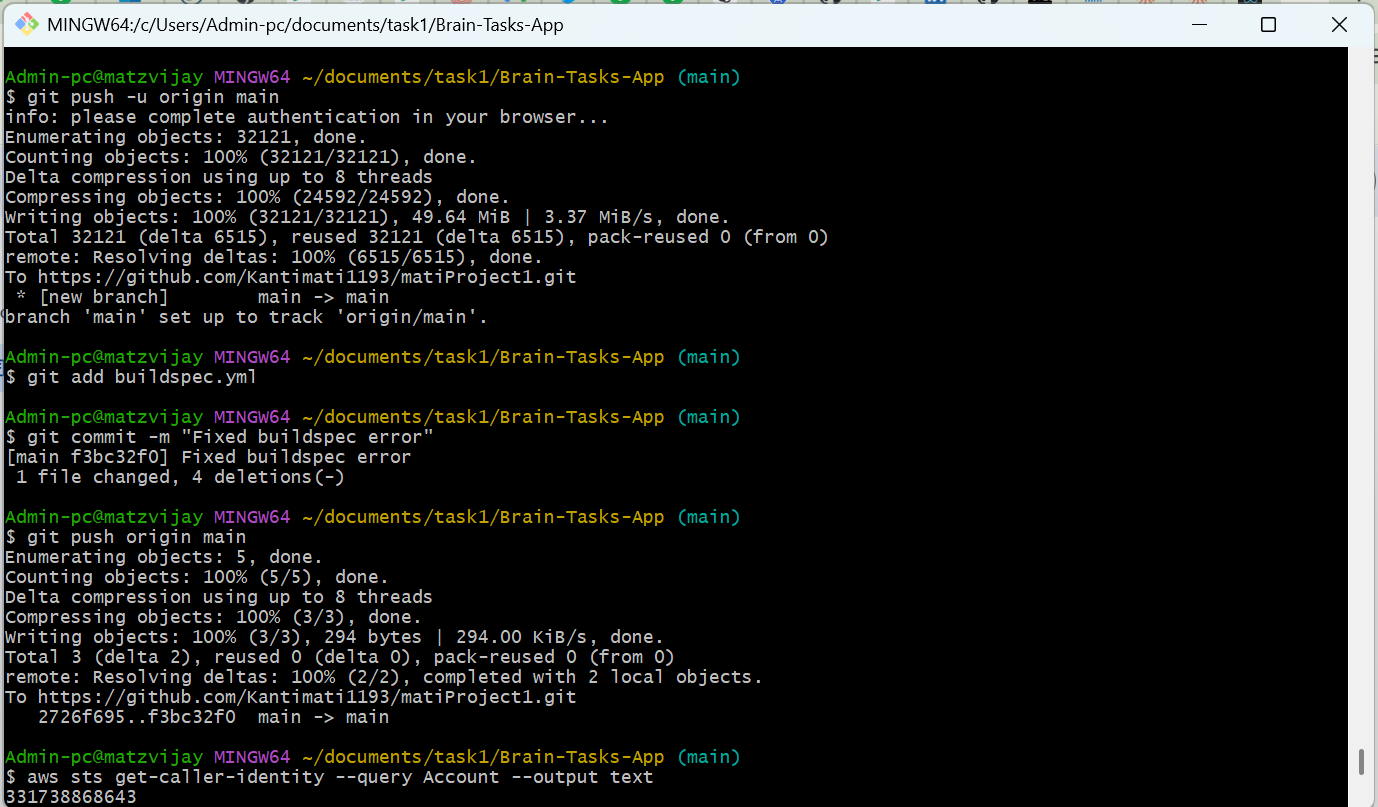 MINGW64:/c/Users/Admin-pc/documents/task1/Brain-Tasks-App
Admin-pc@matzvijay MINGW64 ~/documents/task1/Brain-Tasks-App (main)
$ git push -u origin main
info: please complete authentication in your browser...
Enumerating objects: 32121, done.
Counting objects: 100% (32121/32121), done.
Delta compression using up to 8 threads
Compressing objects: 100% (24592/24592), done.
Writing objects: 100% (32121/32121), 49.64 MiB | 3.37 MiB/s, done.
Total 32121 (delta 6515), reused 32121 (delta 6515), pack-reused 0 (from 0)
remote: Resolving deltas: 100% (6515/6515), done.
To https://github.com/Kantimati1193/matiProject1.git
 * [new branch]        main -> main
branch 'main' set up to track 'origin/main'.
Admin-pc@matzvijay MINGW64 ~/documents/task1/Brain-Tasks-App (main)
$ git add buildspec.yml
Admin-pc@matzvijay MINGW64 ~/documents/task1/Brain-Tasks-App (main)
$ git commit -m "Fixed buildspec error"
[main f3bc32f0] Fixed buildspec error
 1 file changed, 4 deletions(-)
Admin-pc@matzvijay MINGW64 ~/documents/task1/Brain-Tasks-App (main)
$ git push origin main
Enumerating objects: 5, done.
Counting objects: 100% (5/5), done.
Delta compression using up to 8 threads
Compressing objects: 100% (3/3), done.
Writing objects: 100% (3/3), 294 bytes | 294.00 KiB/s, done.
Total 3 (delta 2), reused 0 (delta 0), pack-reused 0 (from 0)
remote: Resolving deltas: 100% (2/2), completed with 2 local objects.
To https://github.com/Kantimati1193/matiProject1.git
   2726f695..f3bc32f0  main -> main
Admin-pc@matzvijay MINGW64 ~/documents/task1/Brain-Tasks-App (main)
$ aws sts get-caller-identity --query Account --output text
331738868643